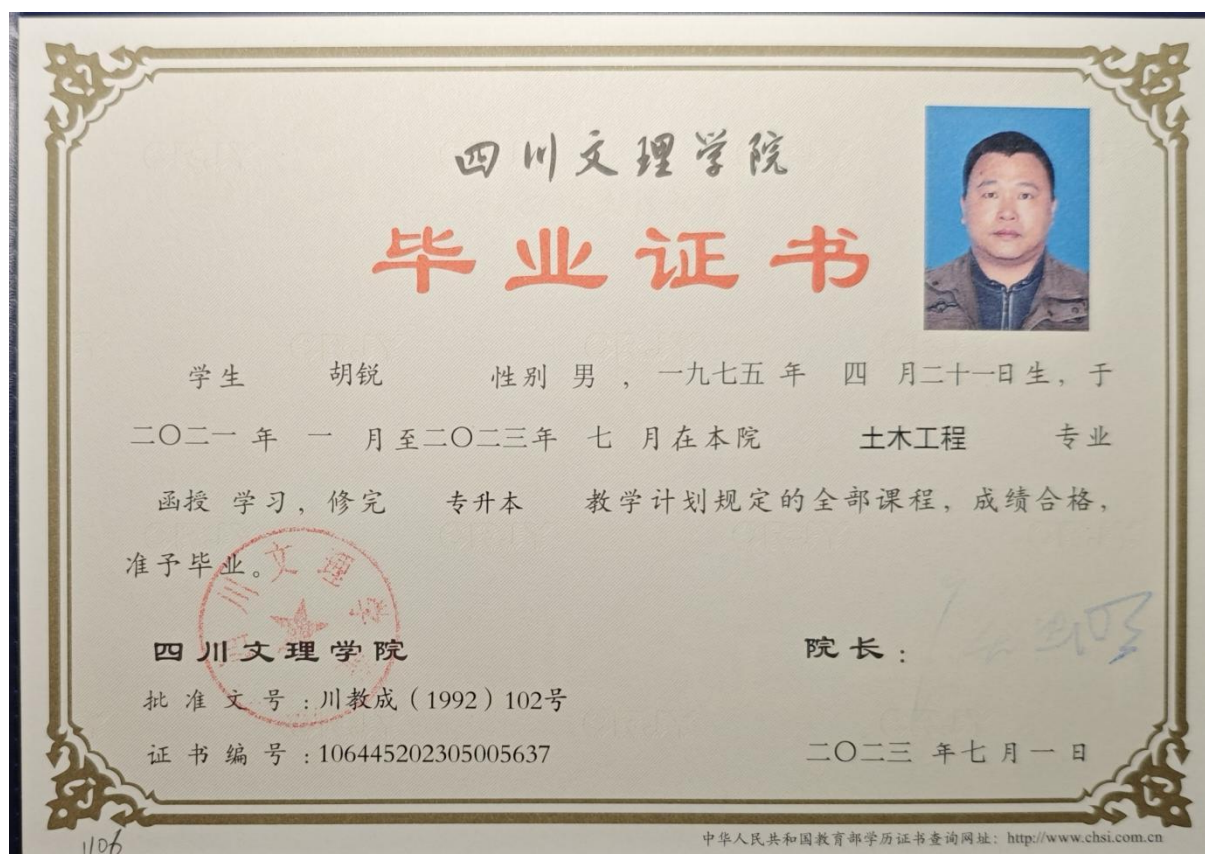 四川文理学院
毕业证书
学生 胡锐 性别 男 ，一九七五 年 四 月二十一日生，于
二〇二一 年 一 月至二〇二三年 七 月在本院 土木工程 专业
函授 学习，修完 专升本 教学计划规定的全部课程，成绩合格，
准予毕业。
四川文理学院
院长：
批准文号：川教成（1992）102号
证书编号：106445202305005637
二〇二三 年七月一日
中华人民共和国教育部学历证书查询网址：http://www.chsi.com.cn
1106